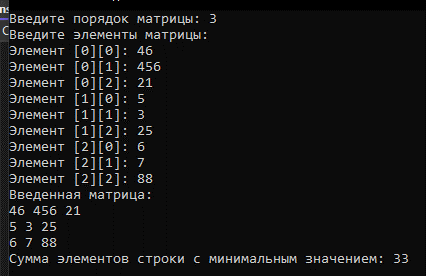 Введите порядок матрицы: 3
Введите элементы матрицы:
Элемент [0][0]: 46
Элемент [0][1]: 456
Элемент [0][2]: 21
Элемент [1][0]: 5
Элемент [1][1]: 3
Элемент [1][2]: 25
Элемент [2][0]: 6
Элемент [2][1]: 7
Элемент [2][2]: 88
Введенная матрица:
46 456 21
5 3 25
6 7 88
Сумма элементов строки с минимальным значением: 33